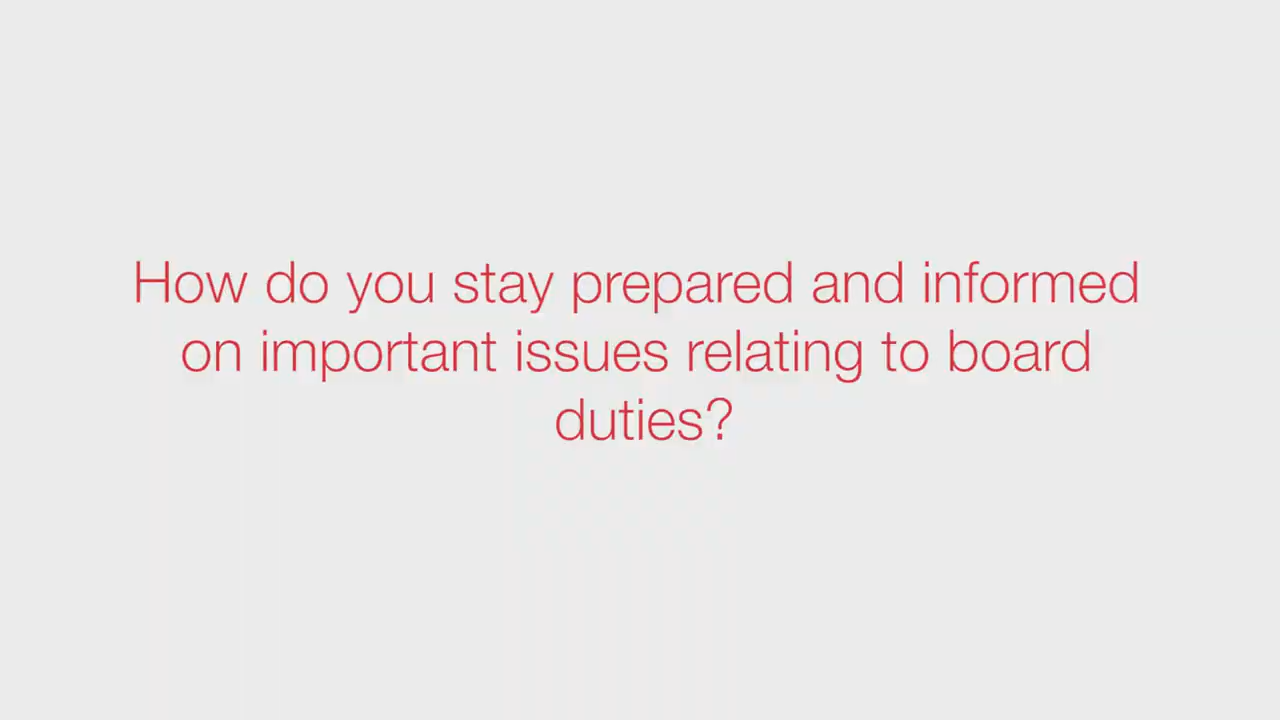 How do you stay prepared and informed
on important issues relating to board
duties?